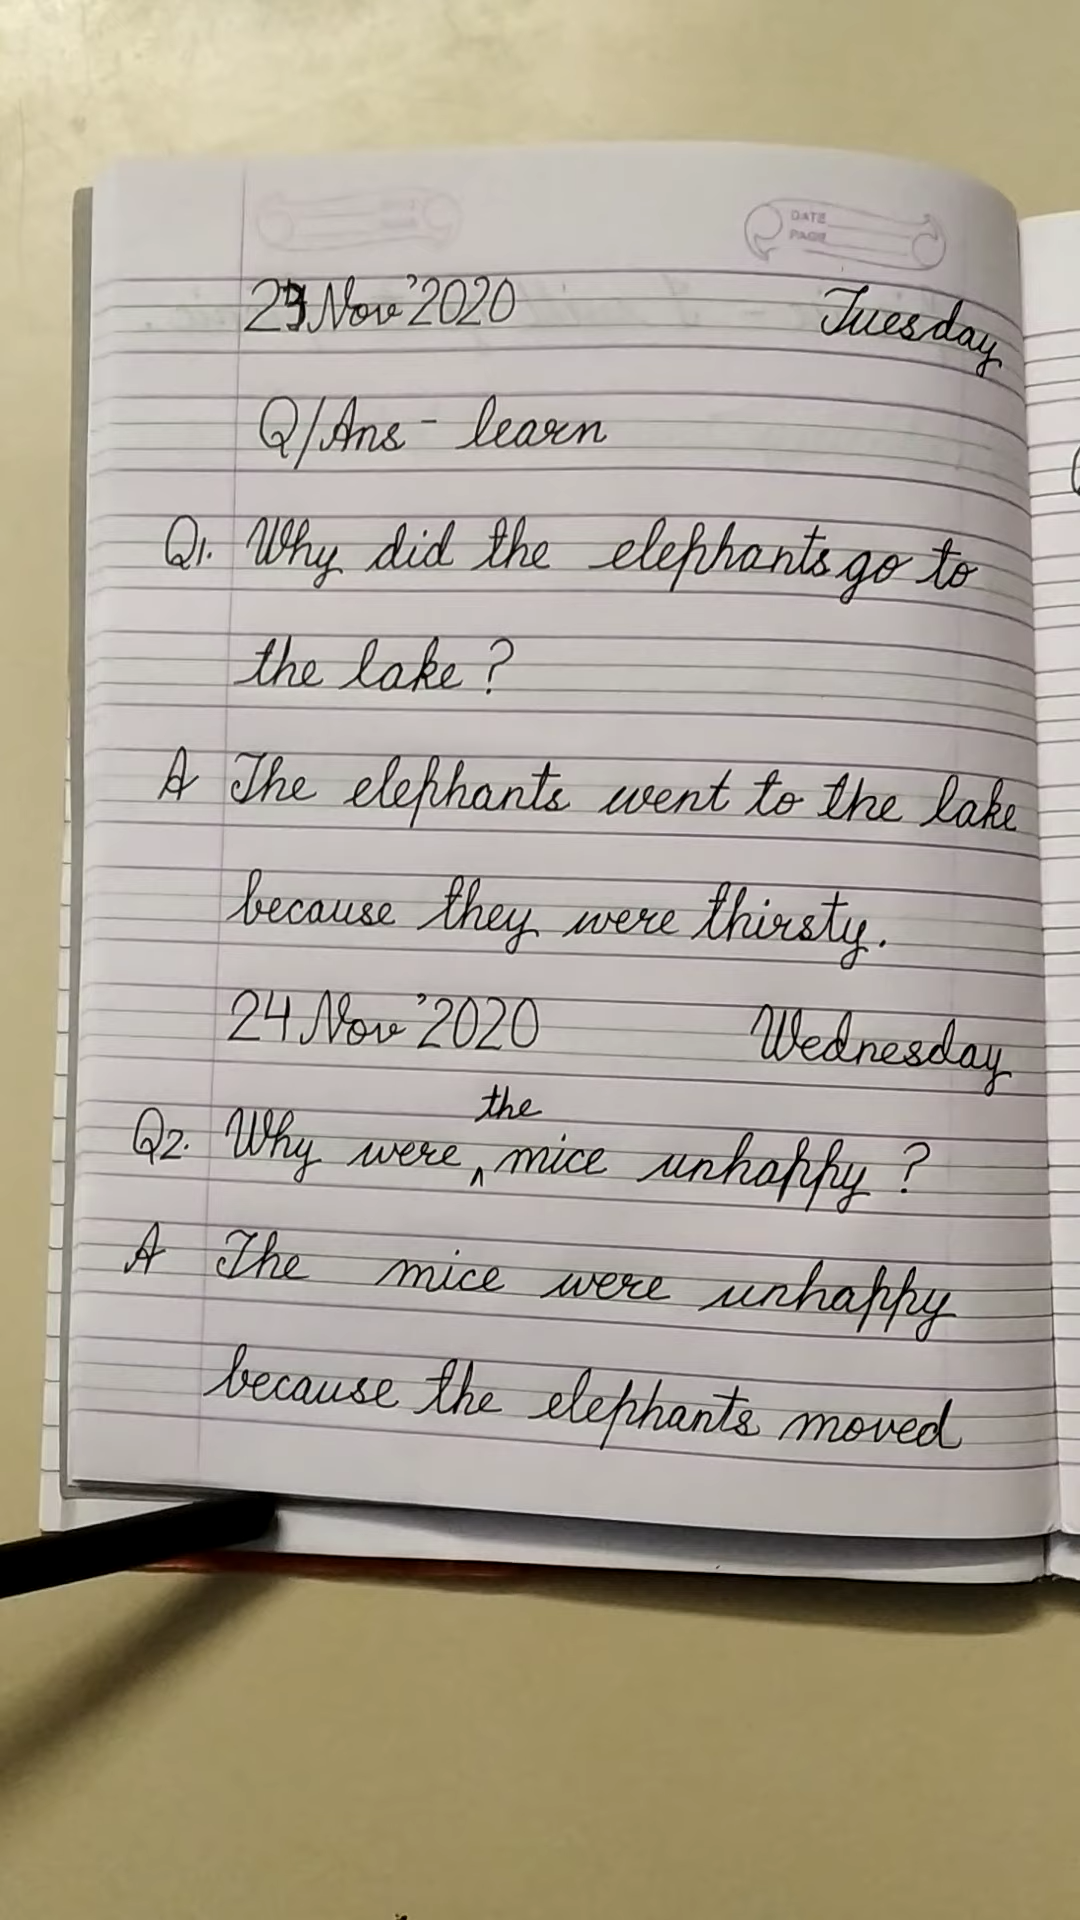 DATE
PAGE
Nov'2020 Tuesday
Q/Ans - learn
Q1. Why did the elephants go to
the lake?
A The elephants went to the lake
because they were thirsty.
24 Nov'2020 Wednesday
the
Q2. Why were ^ mice unhappy?
A The mice were unhappy
because the elephants moved